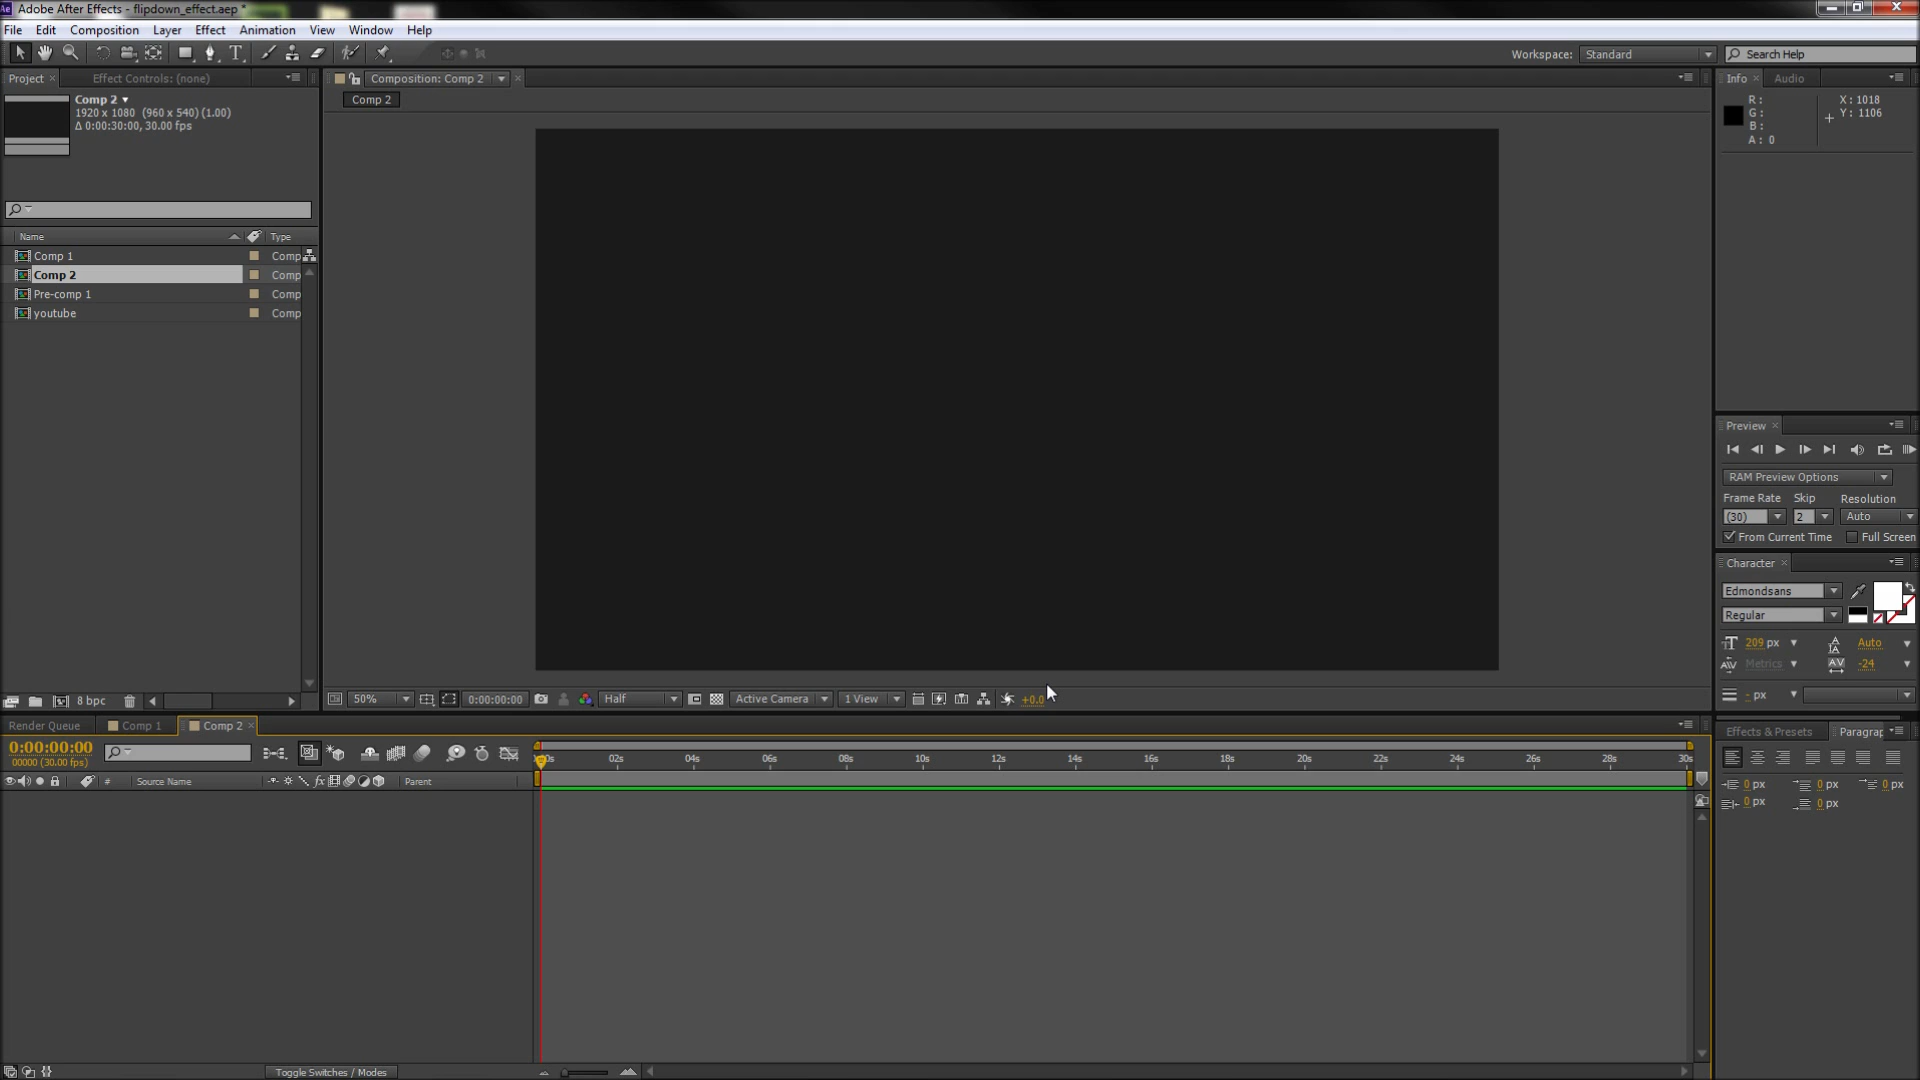 Adobe After Effects - flipdown_effect.aep *
File Edit Composition Layer Effect Animation View Window Help
Workspace: Standard Search Help
Project Effect Controls: (none) Composition: Comp 2 Info Audio
Comp 2
1920 x 1080 (960 x 540) (1.00)
Δ 0:00:30:00, 30.00 fps
Comp 2
R:
G:
B:
A: 0
X: 1018
Y: 1106
Name Type
Comp 1 Comp
Comp 2 Comp
Pre-comp 1 Comp
youtube Comp
Preview
RAM Preview Options
Frame Rate Skip Resolution
(30) 2 Auto
From Current Time Full Screen
Character
Edmondsans
Regular
209 px Auto
Metrics -24
- px
8 bpc 50% 0:00:00:00 Half Active Camera 1 View +0.0
Render Queue Comp 1 Comp 2
0:00:00:00
00000 (30.00 fps)
02s 04s 06s 08s 10s 12s 14s 16s 18s 20s 22s 24s 26s 28s 30s
# Source Name Parent
Effects & Presets Paragrap
0 px 0 px 0 px
0 px 0 px
Toggle Switches / Modes